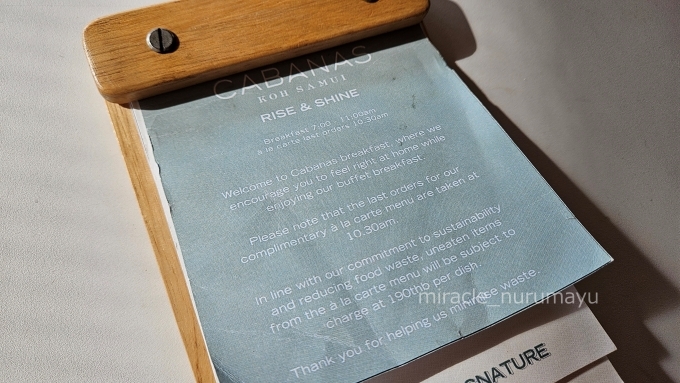 CABANAS
KOH SAMUI
RISE & SHINE
Breakfast 7:00 - 11:00am
à la carte last orders 10.30am
Welcome to Cabanas breakfast, where we
encourage you to feel right at home while
enjoying our buffet breakfast.
Please note that the last orders for our
complimentary à la carte menu are taken at
10.30am.
In line with our commitment to sustainability
and reducing food waste, uneaten items
from the à la carte menu will be subject to
charge at 190thb per dish.
Thank you for helping us minimise waste.
miracle_nurumayu
GNATURE